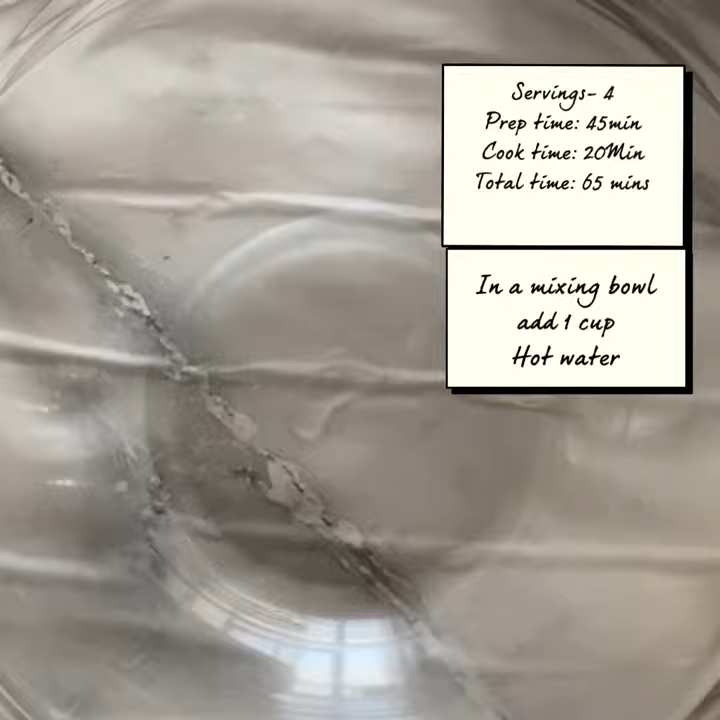 Servings- 4
Prep time: 45min
Cook time: 20Min
Total time: 65 mins
In a mixing bowl
add 1 cup
Hot water